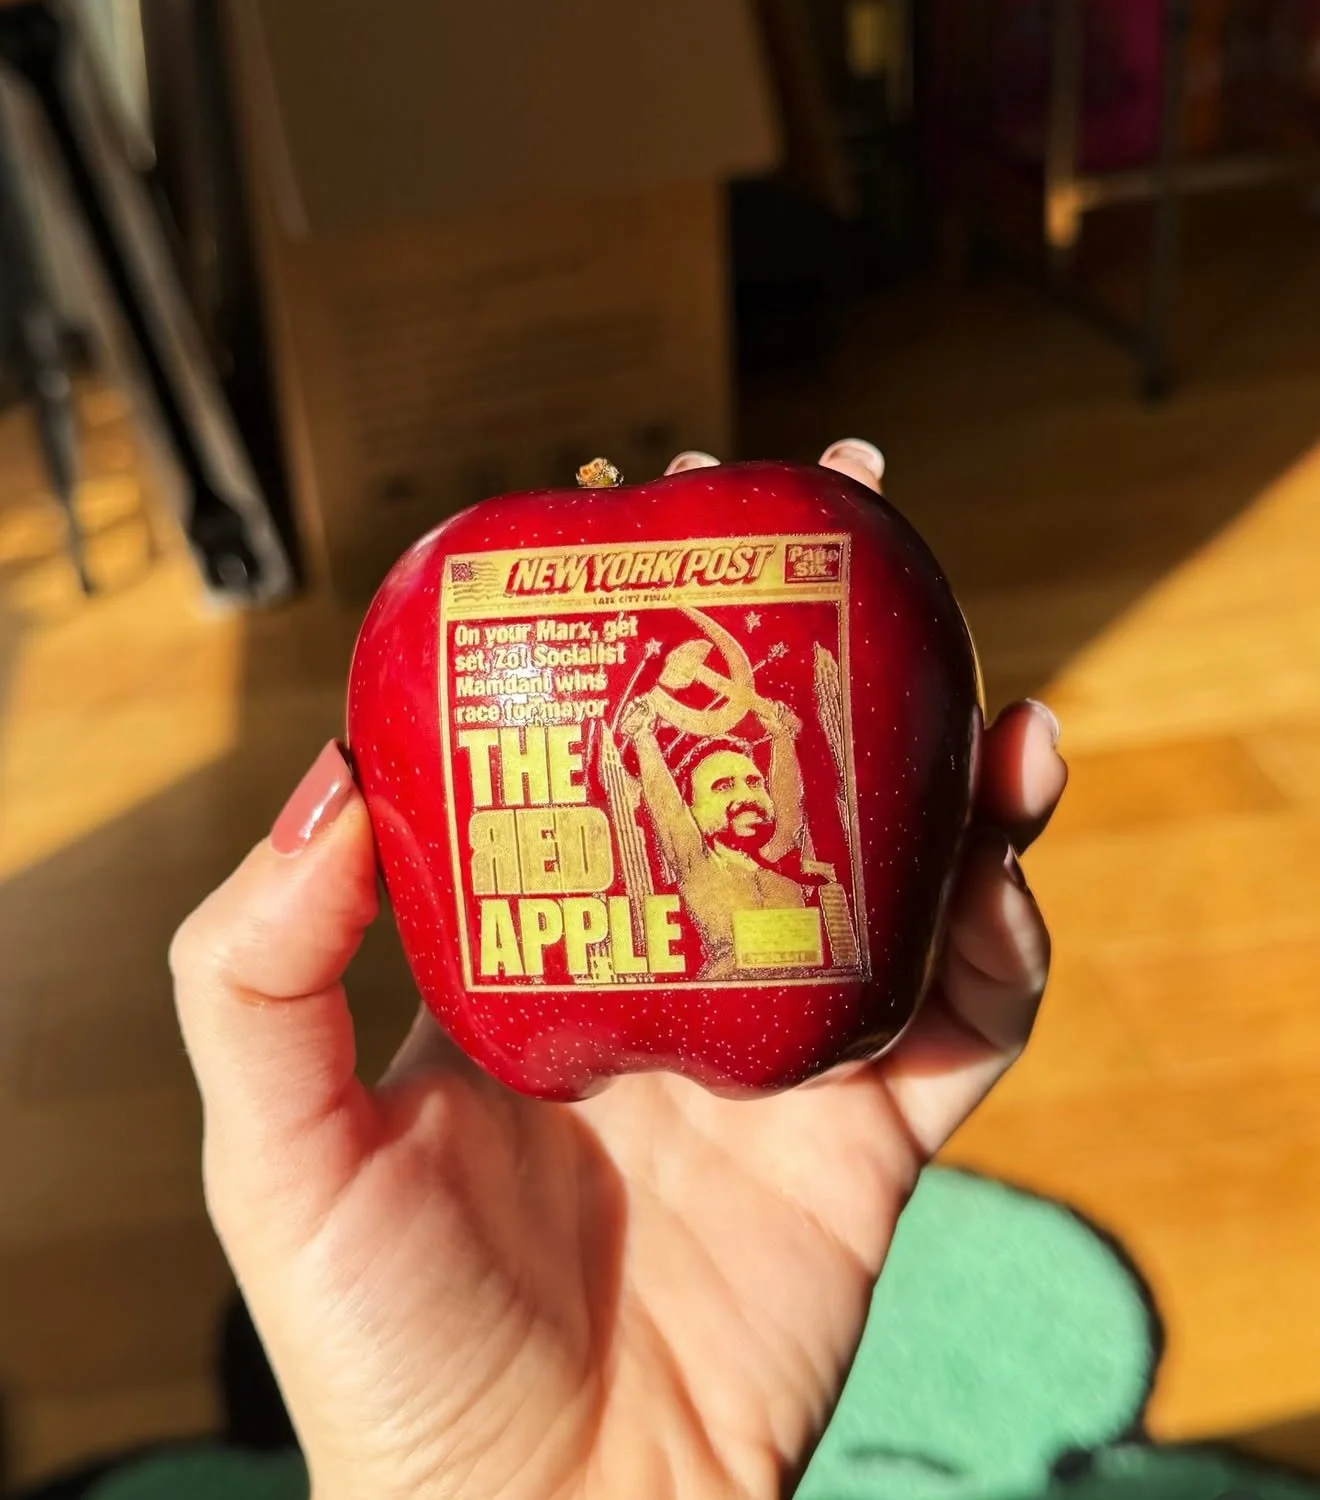 NEW YORK POST
Page
Six
LATE CITY FINAL
On your Marx, get
set, Zo! Socialist
Mamdani wins
race for mayor
THE
ЯED
APPLE